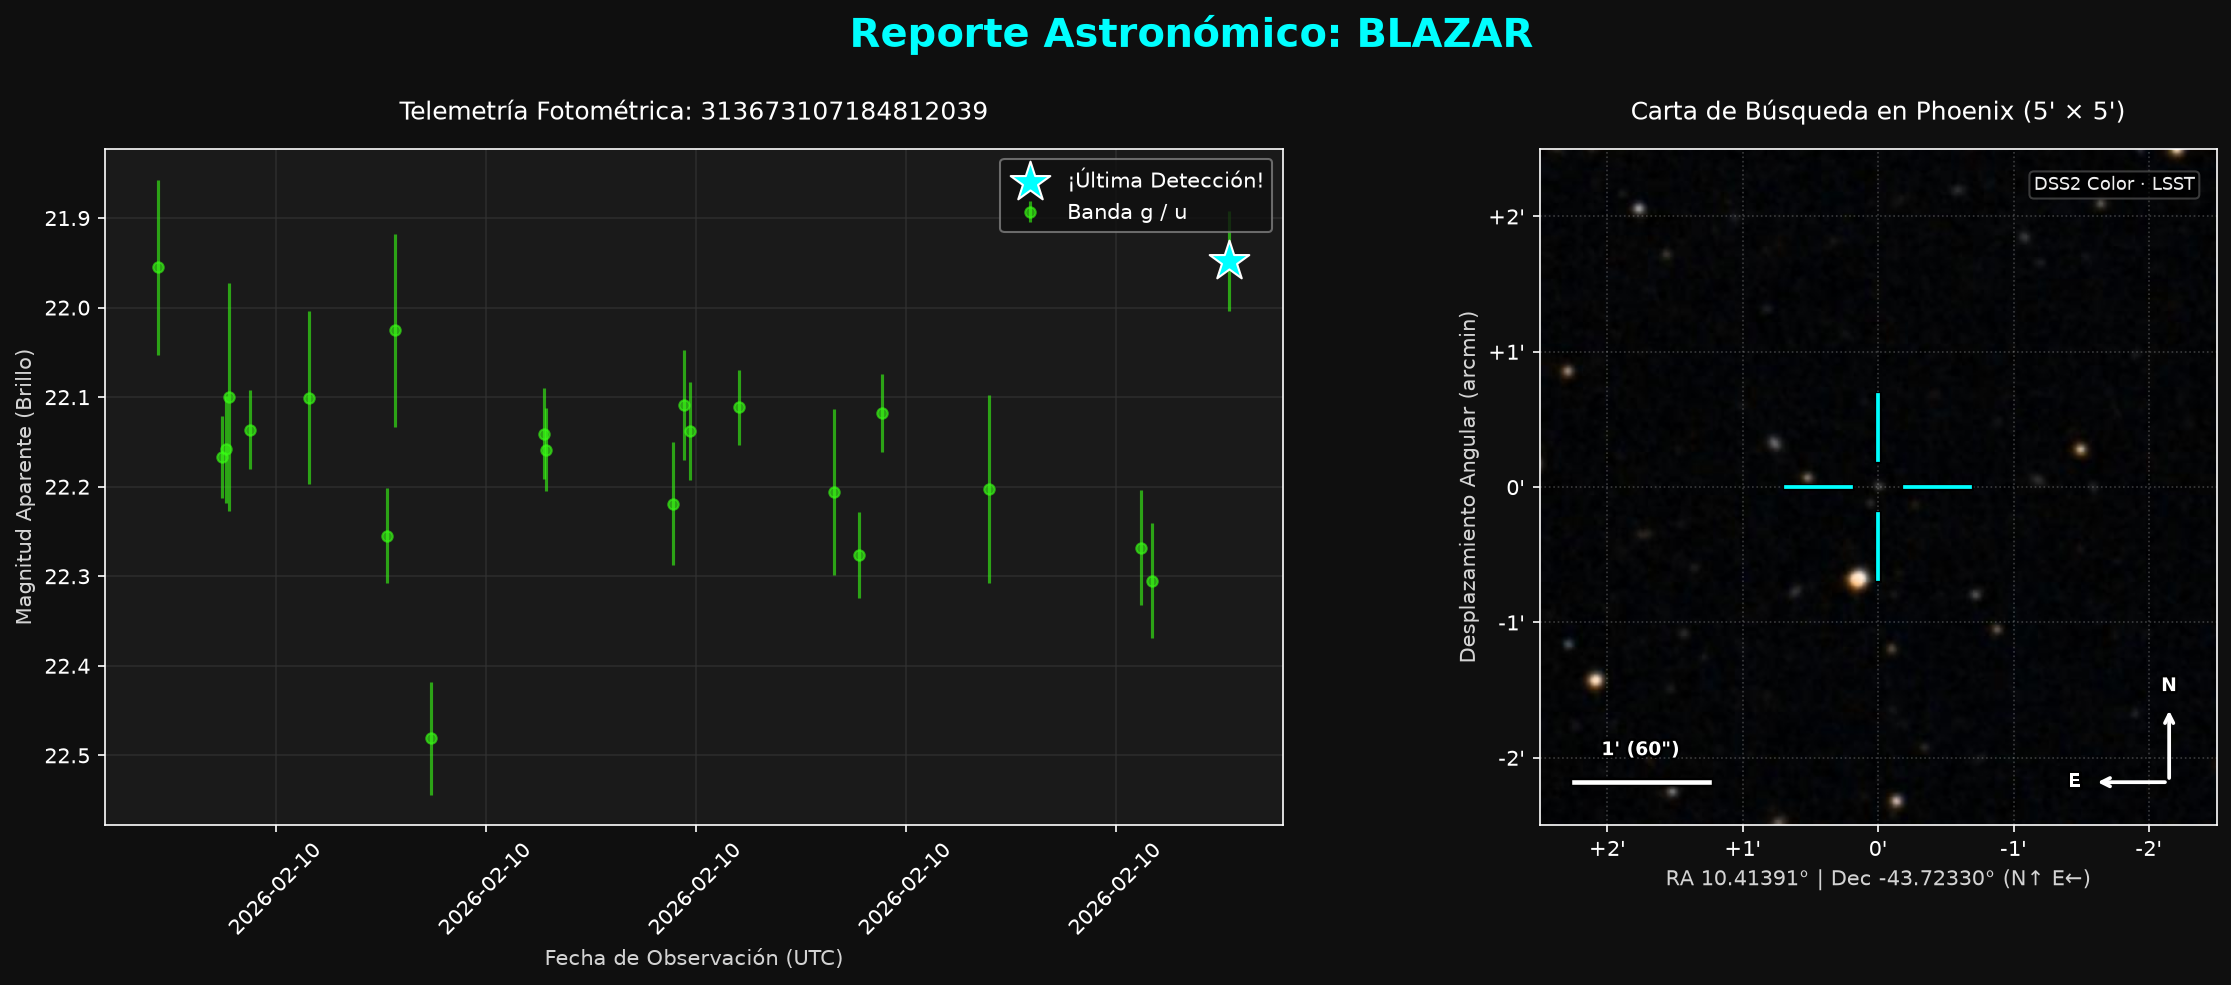 Reporte Astronómico: BLAZAR
Telemetría Fotométrica: 313673107184812039
¡Última Detección!
Banda g / u
Magnitud Aparente (Brillo)
21.9
22.0
22.1
22.2
22.3
22.4
22.5
2026-02-10
2026-02-10
2026-02-10
2026-02-10
2026-02-10
Fecha de Observación (UTC)
Carta de Búsqueda en Phoenix (5' × 5')
DSS2 Color · LSST
Desplazamiento Angular (arcmin)
+2'
+1'
0'
-1'
-2'
N
E
1' (60")
+2'
+1'
0'
-1'
-2'
RA 10.41391° | Dec -43.72330° (N↑ E←)